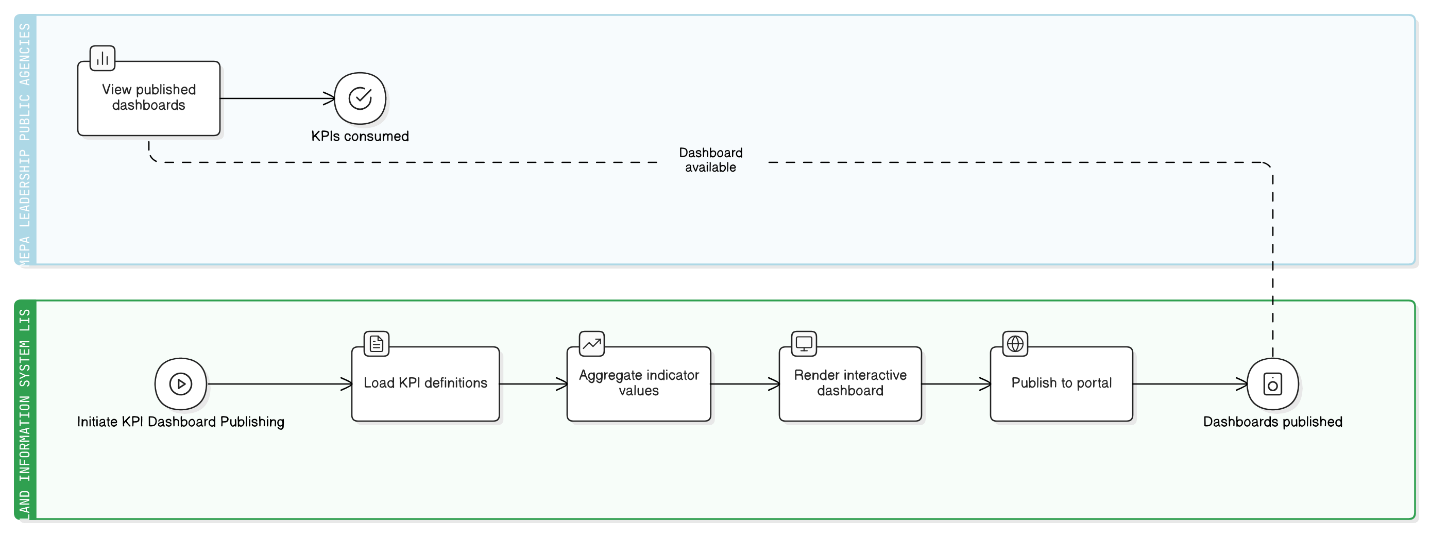 MEPA LEADERSHIP PUBLIC AGENCIES
View published
dashboards
KPIs consumed
Dashboard
available
LAND INFORMATION SYSTEM LIS
Initiate KPI Dashboard Publishing
Load KPI definitions
Aggregate indicator
values
Render interactive
dashboard
Publish to portal
Dashboards published